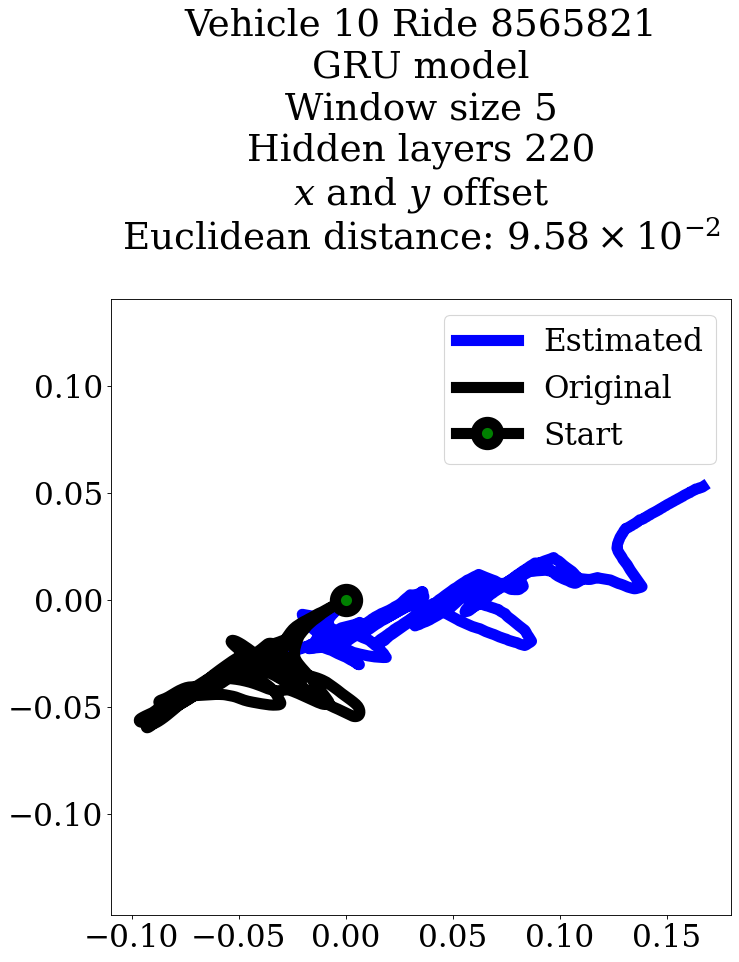 Vehicle 10 Ride 8565821
GRU model
Window size 5
Hidden layers 220
x and y offset
Euclidean distance: 9.58 × 10⁻²
Estimated
Original
Start
0.10
0.05
0.00
−0.05
−0.10
−0.10 −0.05 0.00 0.05 0.10 0.15